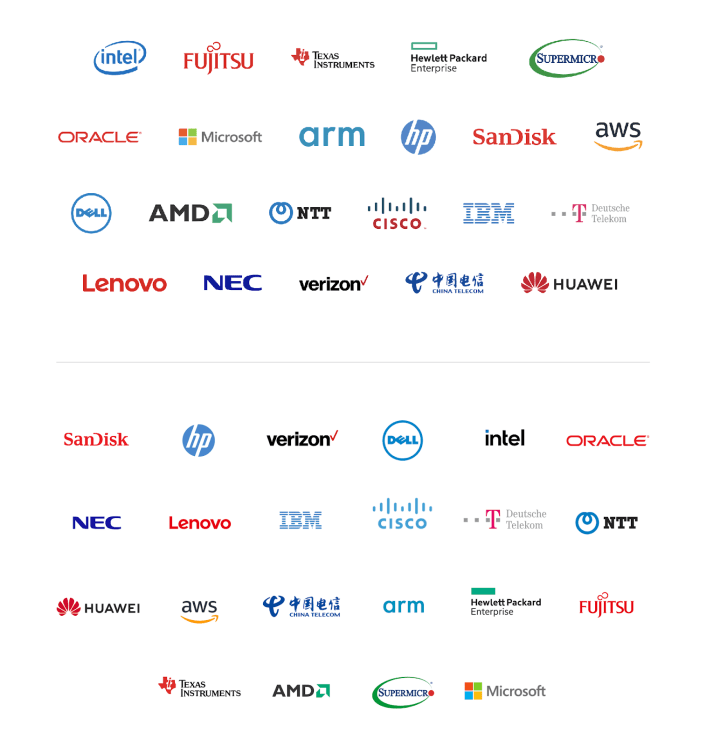 intel
FUJITSU
TEXAS
INSTRUMENTS
Hewlett Packard
Enterprise
SUPERMICRO
ORACLE
Microsoft
arm
hp
SanDisk
aws
DELL
AMD
NTT
CISCO
IBM
T
Deutsche
Telekom
Lenovo
NEC
verizon
中国电信
CHINA TELECOM
HUAWEI
SanDisk
hp
verizon
DELL
intel
ORACLE
NEC
Lenovo
IBM
CISCO
T
Deutsche
Telekom
NTT
HUAWEI
aws
中国电信
CHINA TELECOM
arm
Hewlett Packard
Enterprise
FUJITSU
TEXAS
INSTRUMENTS
AMD
SUPERMICRO
Microsoft